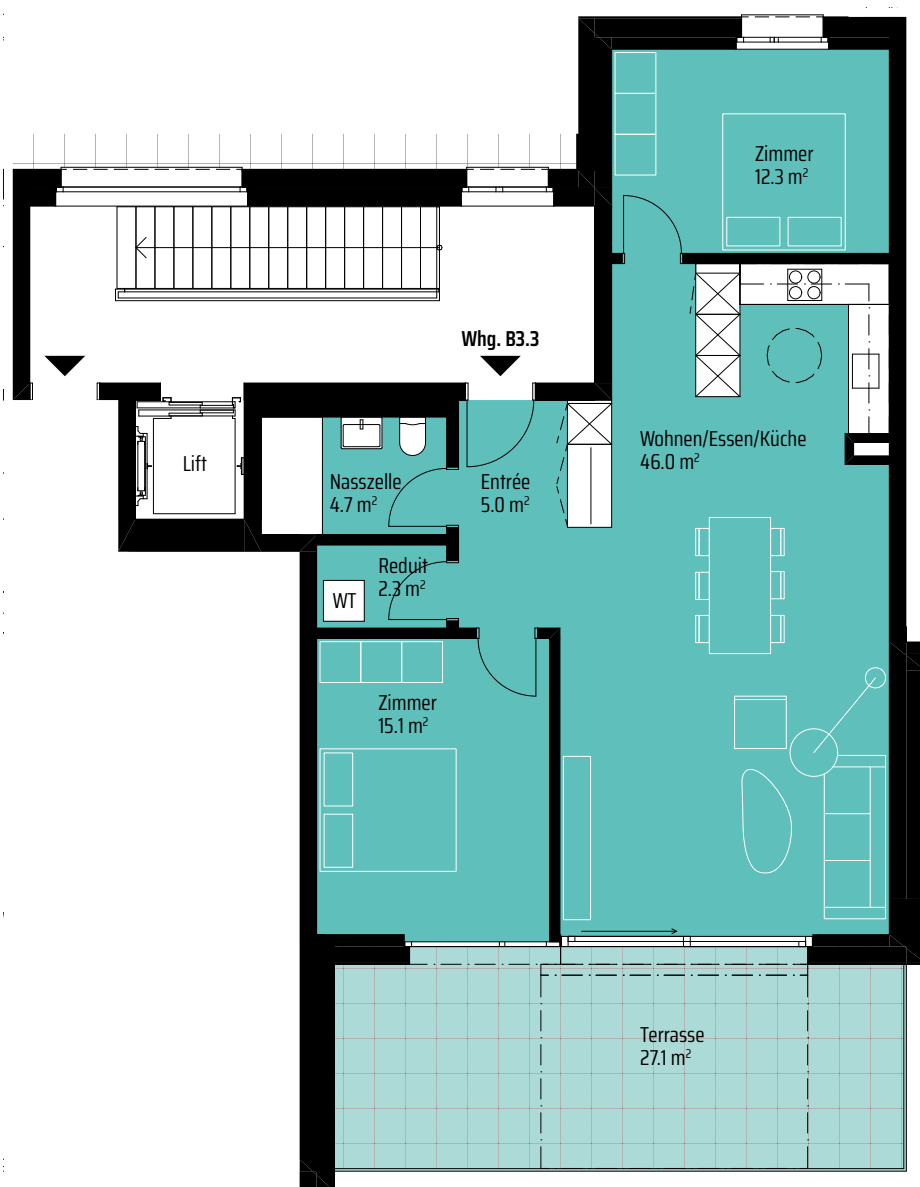 Zimmer
12.3 m²
Whg. B3.3
Wohnen/Essen/Küche
46.0 m²
Lift
Nasszelle
4.7 m²
Entrée
5.0 m²
Reduit
2.3 m²
WT
Zimmer
15.1 m²
Terrasse
27.1 m²